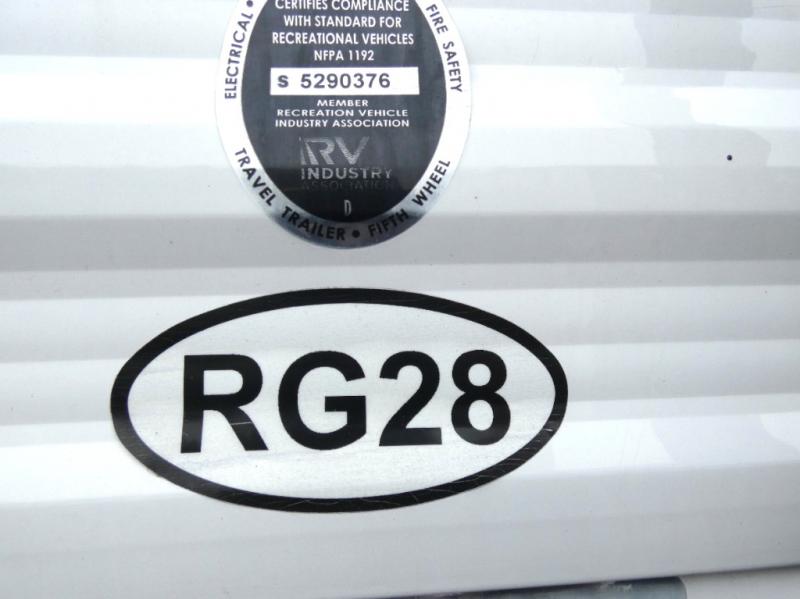 ELECTRICAL •
FIRE SAFETY
CERTIFIES COMPLIANCE
WITH STANDARD FOR
RECREATIONAL VEHICLES
NFPA 1192
S 5290376
MEMBER
RECREATION VEHICLE
INDUSTRY ASSOCIATION
RV
INDUSTRY
ASSOCIATION
D
TRAVEL TRAILER • FIFTH WHEEL
RG28